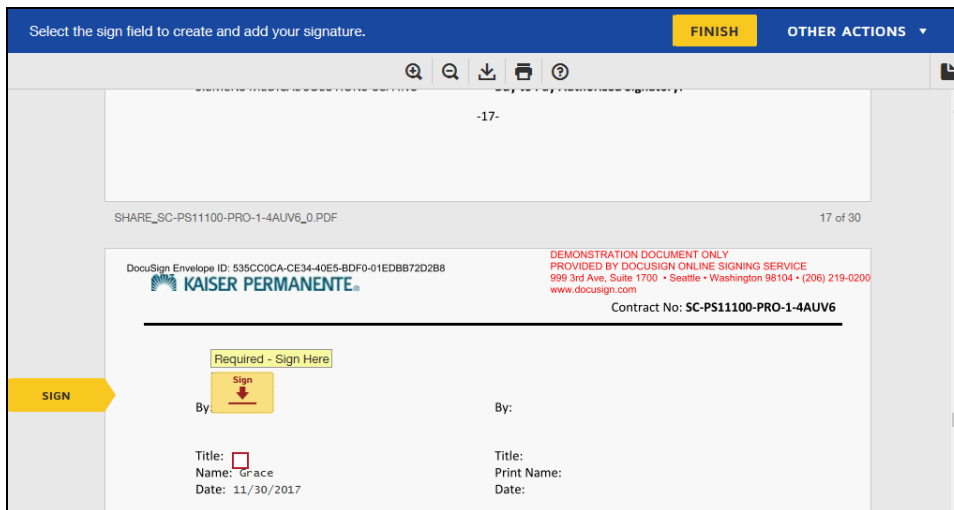 Select the sign field to create and add your signature.
FINISH
OTHER ACTIONS
-17-
SHARE_SC-PS11100-PRO-1-4AUV6_0.PDF
17 of 30
DocuSign Envelope ID: 535CC0CA-CE34-40E5-BDF0-01EDBB72D2B8
DEMONSTRATION DOCUMENT ONLY
PROVIDED BY DOCUSIGN ONLINE SIGNING SERVICE
999 3rd Ave, Suite 1700 • Seattle • Washington 98104 • (206) 219-0200
www.docusign.com
KAISER PERMANENTE®
Contract No: SC-PS11100-PRO-1-4AUV6
Required - Sign Here
Sign
SIGN
By:
By:
Title:
Title:
Name: Grace
Print Name:
Date: 11/30/2017
Date: